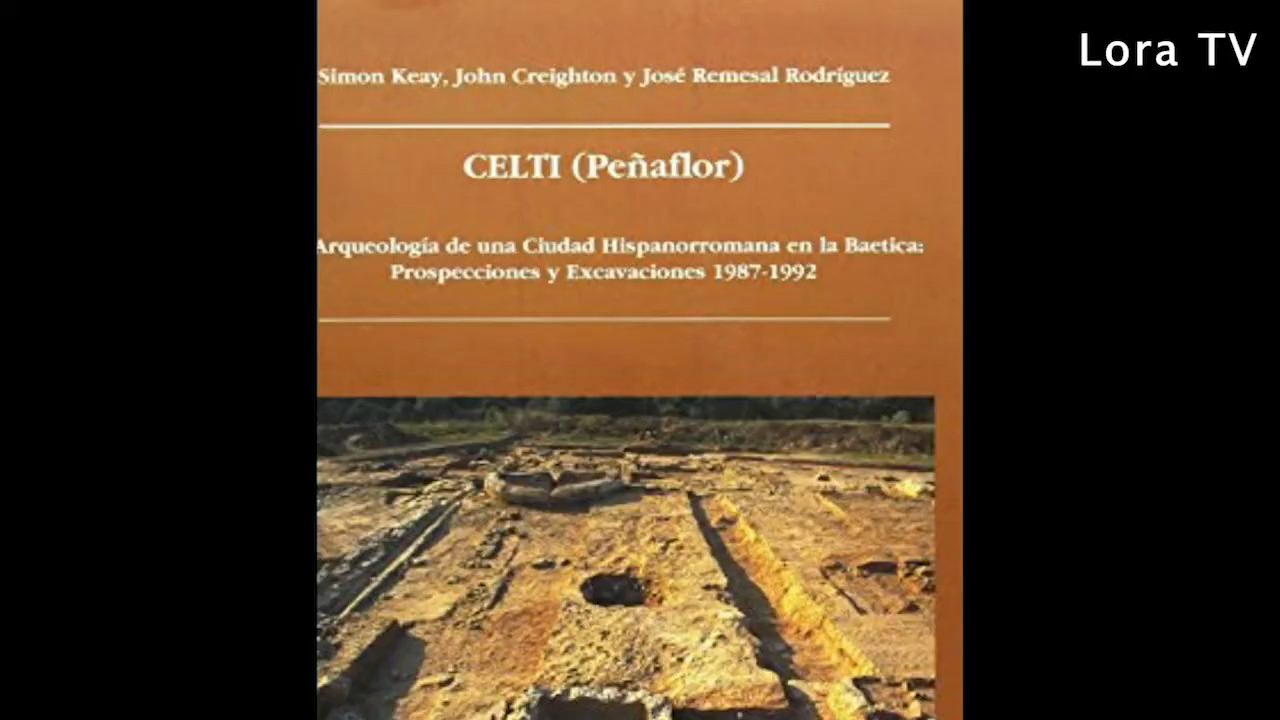 Lora TV
Simon Keay, John Creighton y José Remesal Rodríguez
CELTI (Peñaflor)
Arqueología de una Ciudad Hispanorromana en la Baetica:
Prospecciones y Excavaciones 1987-1992